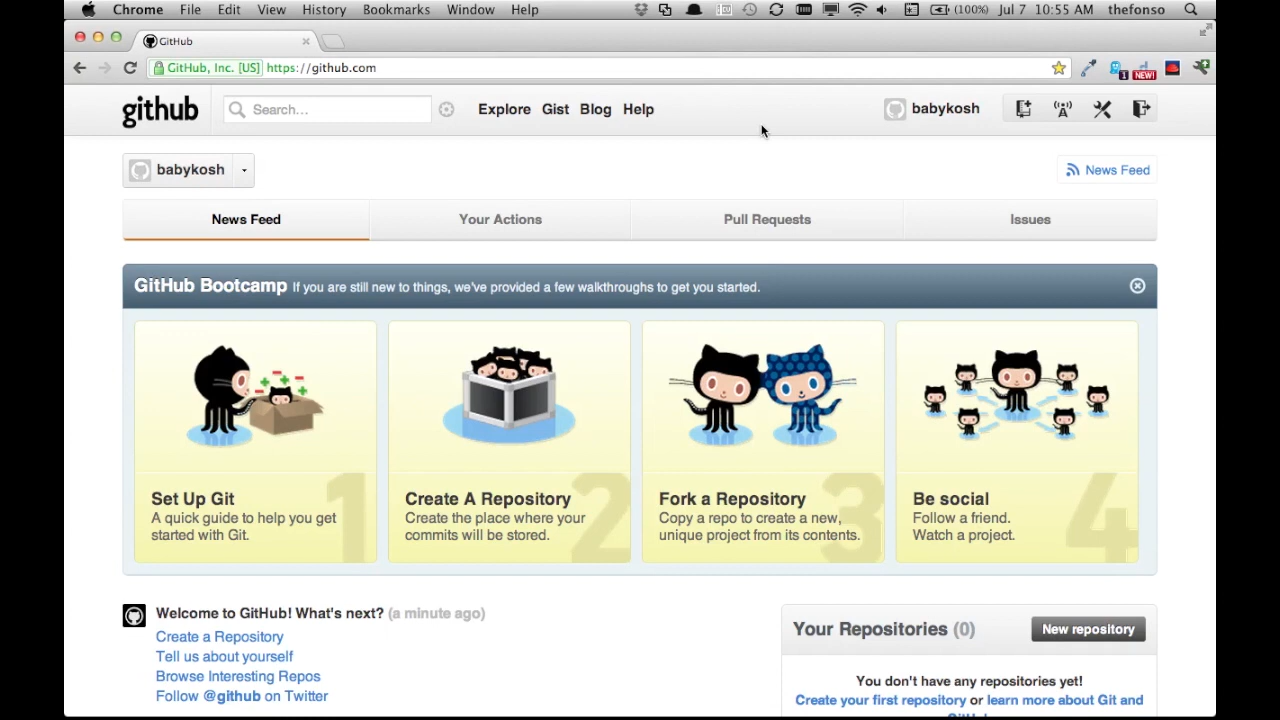 Chrome File Edit View History Bookmarks Window Help (100%) Jul 7 10:55 AM thefonso
GitHub
GitHub, Inc. [US] https://github.com
1 NEW!
github Search... Explore Gist Blog Help babykosh
babykosh News Feed
News Feed Your Actions Pull Requests Issues
GitHub Bootcamp If you are still new to things, we've provided a few walkthroughs to get you started.
Set Up Git
A quick guide to help you get
started with Git.
1
Create A Repository
Create the place where your
commits will be stored.
2
Fork a Repository
Copy a repo to create a new,
unique project from its contents.
3
Be social
Follow a friend.
Watch a project.
4
Welcome to GitHub! What's next? (a minute ago)
Create a Repository
Tell us about yourself
Browse Interesting Repos
Follow @github on Twitter
Your Repositories (0) New repository
You don't have any repositories yet!
Create your first repository or learn more about Git and